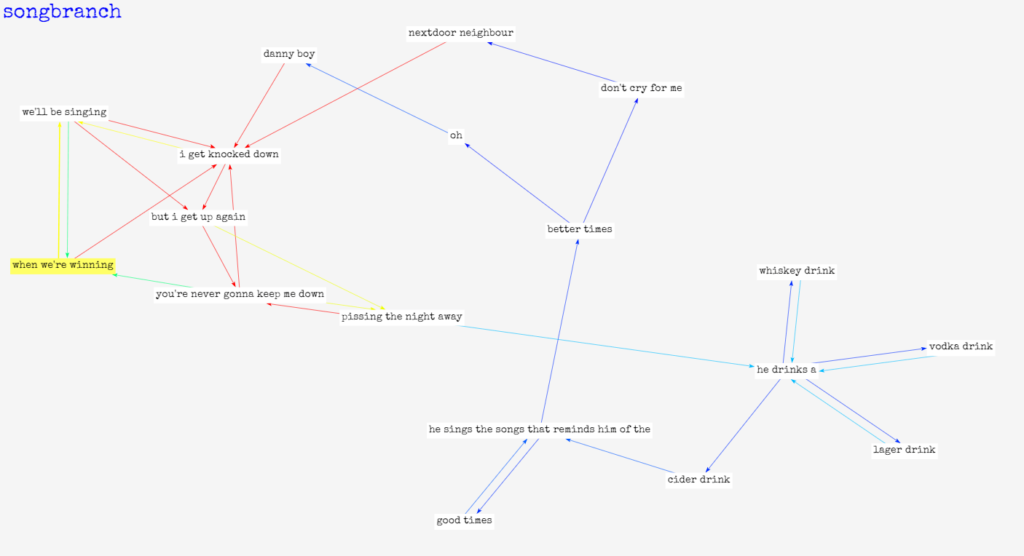 songbranch
nextdoor neighbour
danny boy
don't cry for me
we'll be singing
oh
i get knocked down
but i get up again
better times
when we're winning
whiskey drink
you're never gonna keep me down
pissing the night away
vodka drink
he drinks a
he sings the songs that reminds him of the
lager drink
cider drink
good times